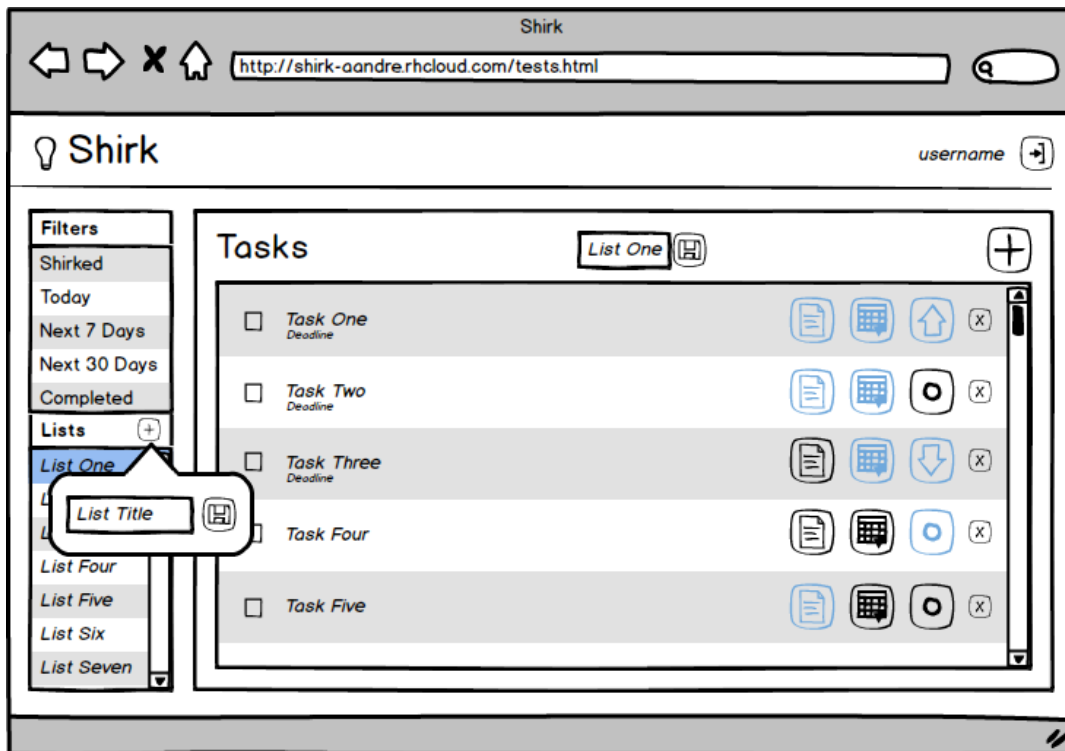 Shirk
http://shirk-aandre.rhcloud.com/tests.html
Shirk
username
Filters
Shirked
Today
Next 7 Days
Next 30 Days
Completed
Lists
List One
L
L
List Title
List Four
List Five
List Six
List Seven
Tasks
List One
Task One
Deadline
Task Two
Deadline
Task Three
Deadline
Task Four
Task Five
X
X
X
X
X